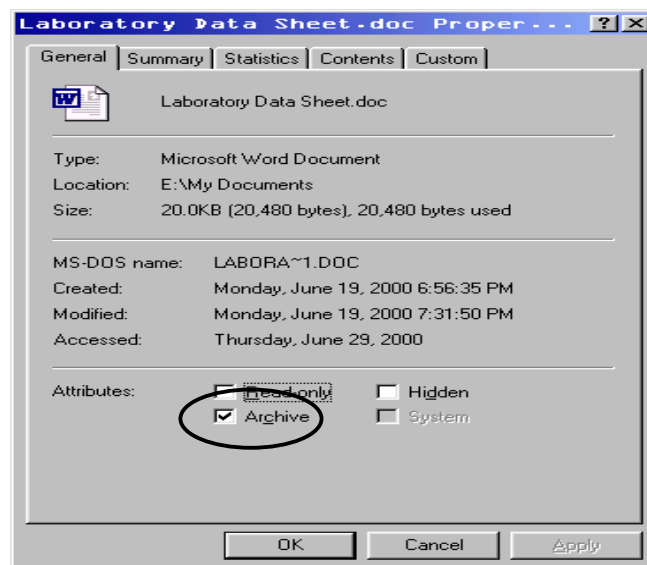 Laboratory Data Sheet.doc Proper... ? ×
General Summary Statistics Contents Custom
W
Laboratory Data Sheet.doc
Type: Microsoft Word Document
Location: E:\My Documents
Size: 20.0KB (20,480 bytes), 20,480 bytes used
MS-DOS name: LABORA~1.DOC
Created: Monday, June 19, 2000 6:56:35 PM
Modified: Monday, June 19, 2000 7:31:50 PM
Accessed: Thursday, June 29, 2000
Attributes: Read-only Hidden
Archive System
OK Cancel Apply